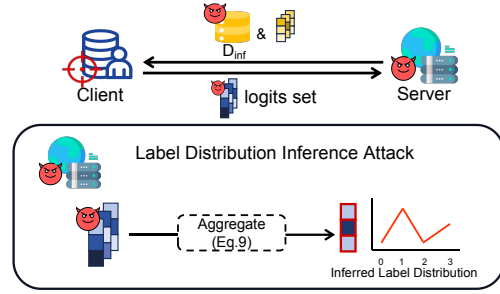 D_inf &
Client
logits set
Server
Label Distribution Inference Attack
Aggregate
(Eq.9)
0 1 2 3
Inferred Label Distribution